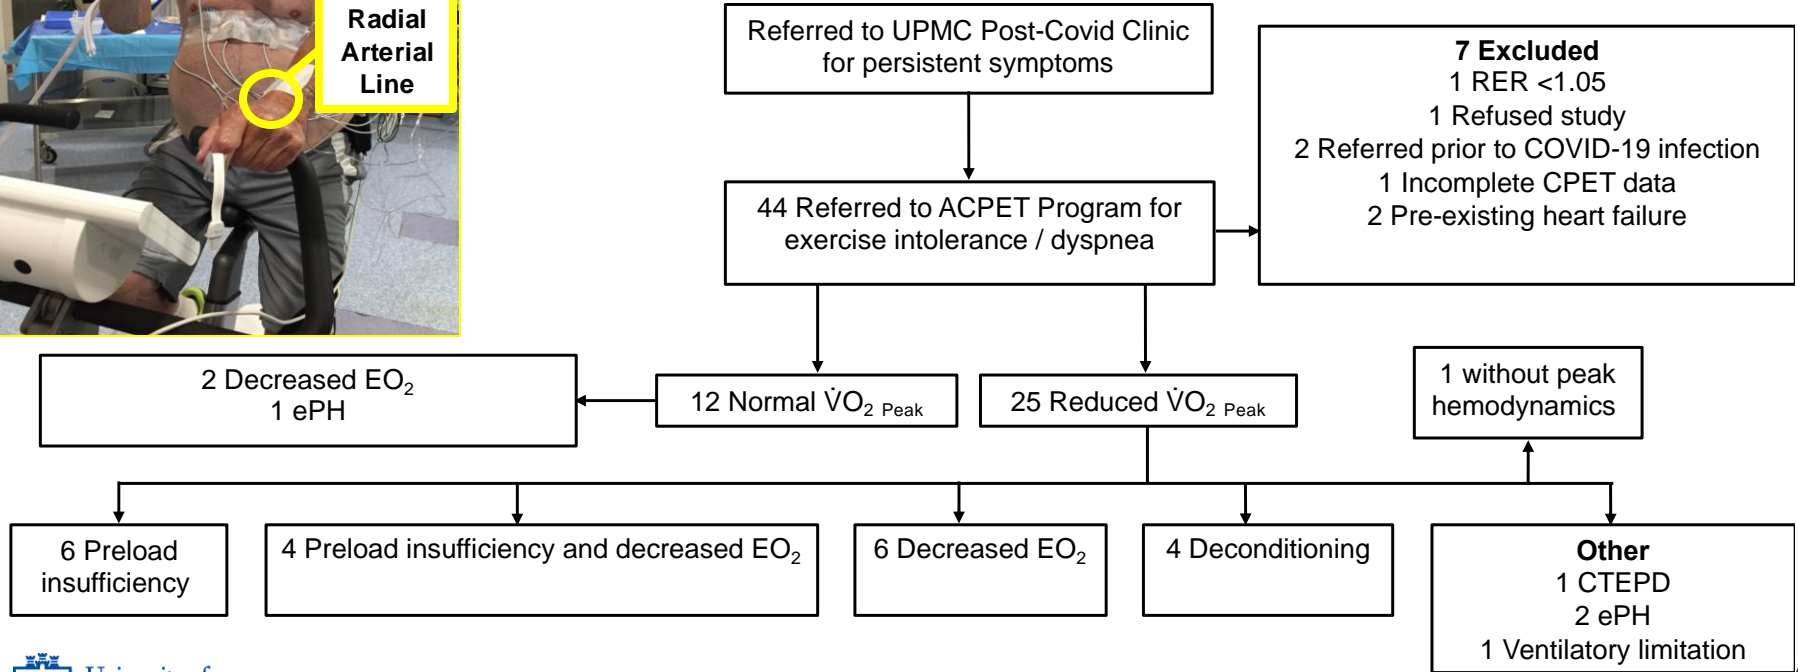 Radial
Arterial
Line
Referred to UPMC Post-Covid Clinic
for persistent symptoms
7 Excluded
1 RER <1.05
1 Refused study
2 Referred prior to COVID-19 infection
1 Incomplete CPET data
2 Pre-existing heart failure
44 Referred to ACPET Program for
exercise intolerance / dyspnea
2 Decreased EO₂
1 ePH
12 Normal V̇O₂ Peak
25 Reduced V̇O₂ Peak
1 without peak
hemodynamics
6 Preload
insufficiency
4 Preload insufficiency and decreased EO₂
6 Decreased EO₂
4 Deconditioning
Other
1 CTEPD
2 ePH
1 Ventilatory limitation
University of